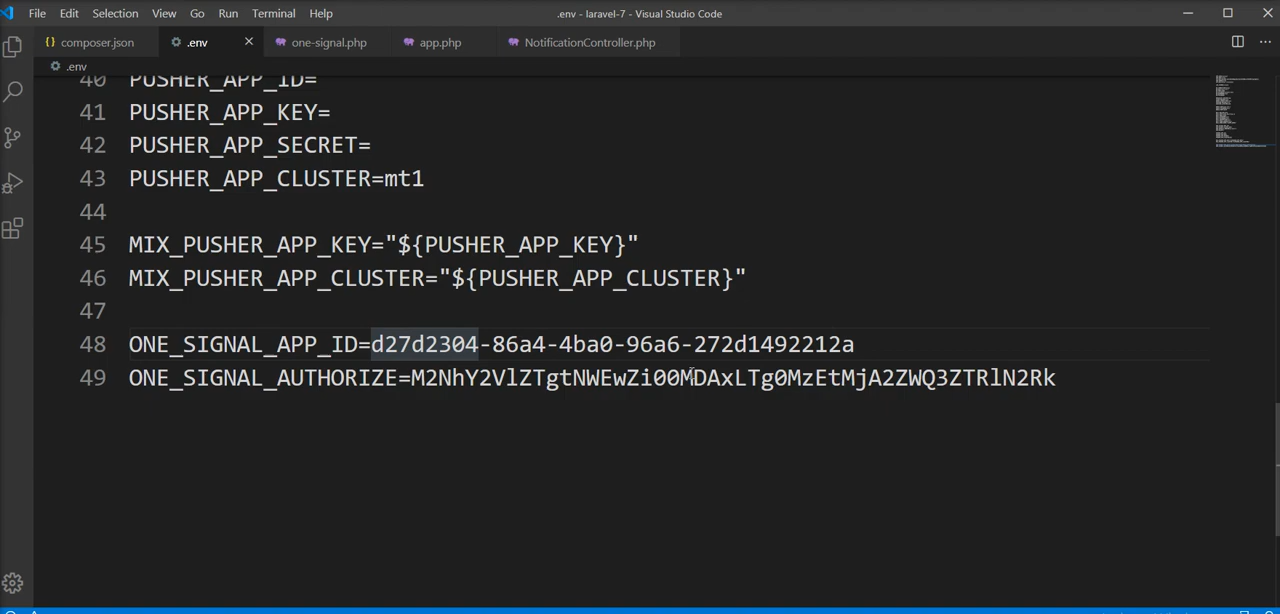 File Edit Selection View Go Run Terminal Help .env - laravel-7 - Visual Studio Code
{} composer.json .env one-signal.php app.php NotificationController.php
.env
40 PUSHER_APP_ID=
41 PUSHER_APP_KEY=
42 PUSHER_APP_SECRET=
43 PUSHER_APP_CLUSTER=mt1
44
45 MIX_PUSHER_APP_KEY="${PUSHER_APP_KEY}"
46 MIX_PUSHER_APP_CLUSTER="${PUSHER_APP_CLUSTER}"
47
48 ONE_SIGNAL_APP_ID=d27d2304-86a4-4ba0-96a6-272d1492212a
49 ONE_SIGNAL_AUTHORIZE=M2NhY2VlZTgtNWEwZi00MDAxLTg0MzEtMjA2ZWQ3ZTRlN2Rk